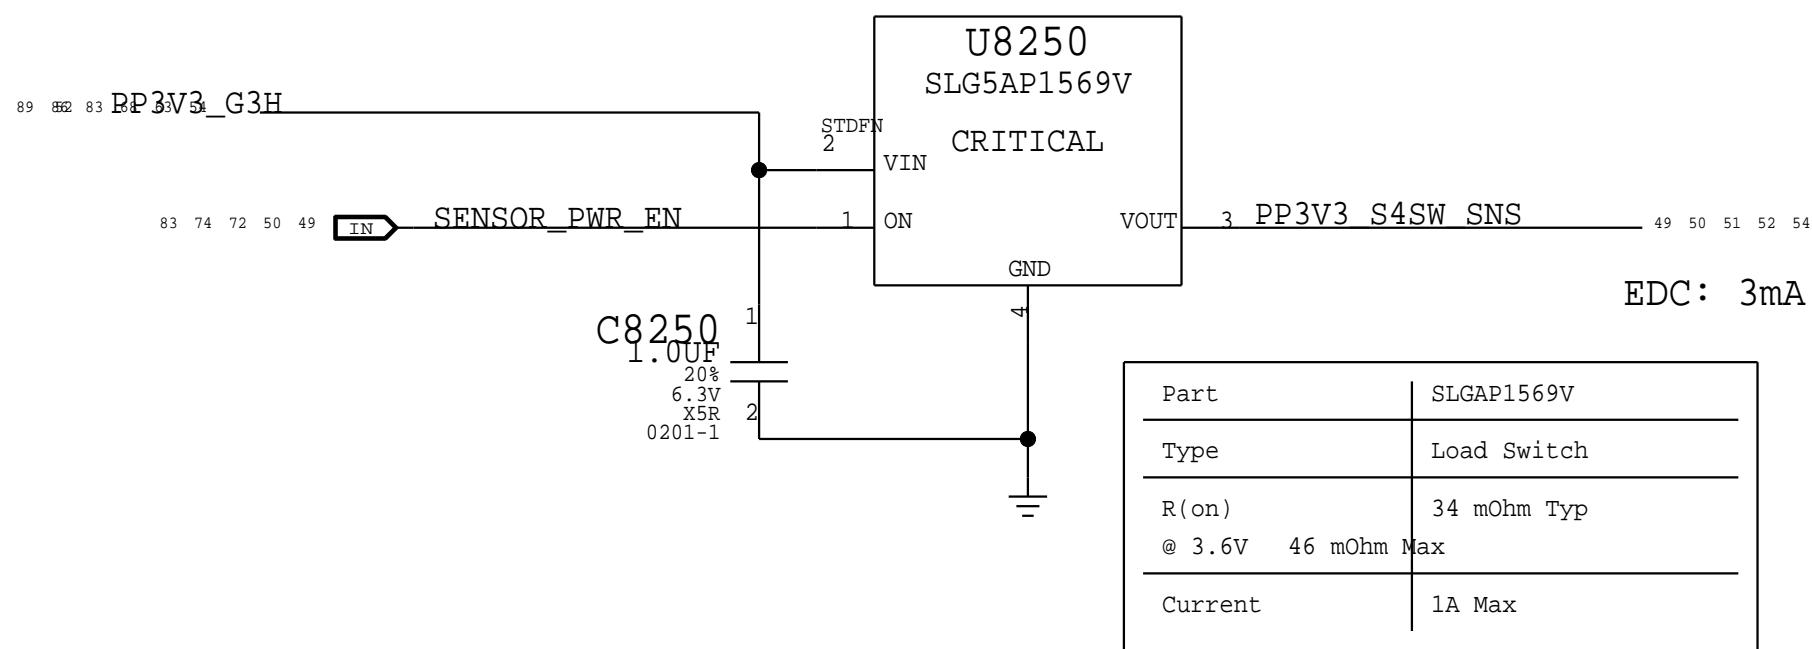 U8250
SLG5AP1569V
CRITICAL
STDFN
2
VIN
89 83 PP3V3_G3H
83 74 72 50 49 IN SENSOR_PWR_EN 1 ON
VOUT 3 PP3V3_S4SW_SNS 49 50 51 52 54
GND
4
EDC: 3mA
C8250
1
1.0UF
20%
6.3V
X5R
2
0201-1
Part SLGAP1569V
Type Load Switch
R(on) 34 mOhm Typ
@ 3.6V 46 mOhm Max
Current 1A Max